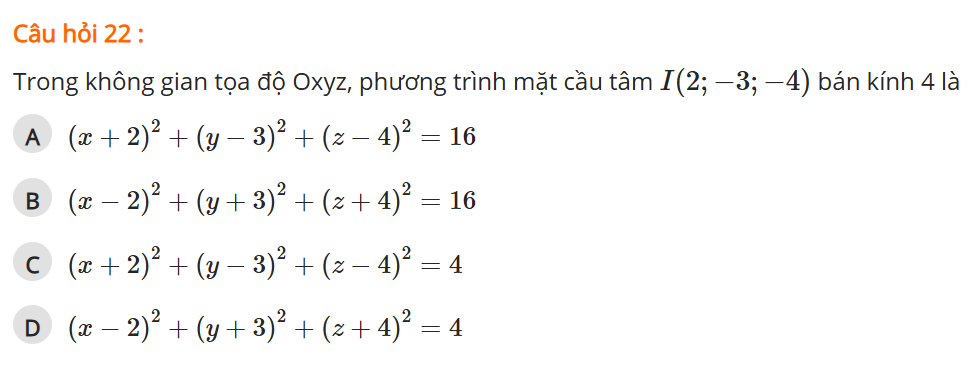 Câu hỏi 22 :
Trong không gian tọa độ Oxyz, phương trình mặt cầu tâm I(2; −3; −4) bán kính 4 là
A (x + 2)² + (y − 3)² + (z − 4)² = 16
B (x − 2)² + (y + 3)² + (z + 4)² = 16
C (x + 2)² + (y − 3)² + (z − 4)² = 4
D (x − 2)² + (y + 3)² + (z + 4)² = 4